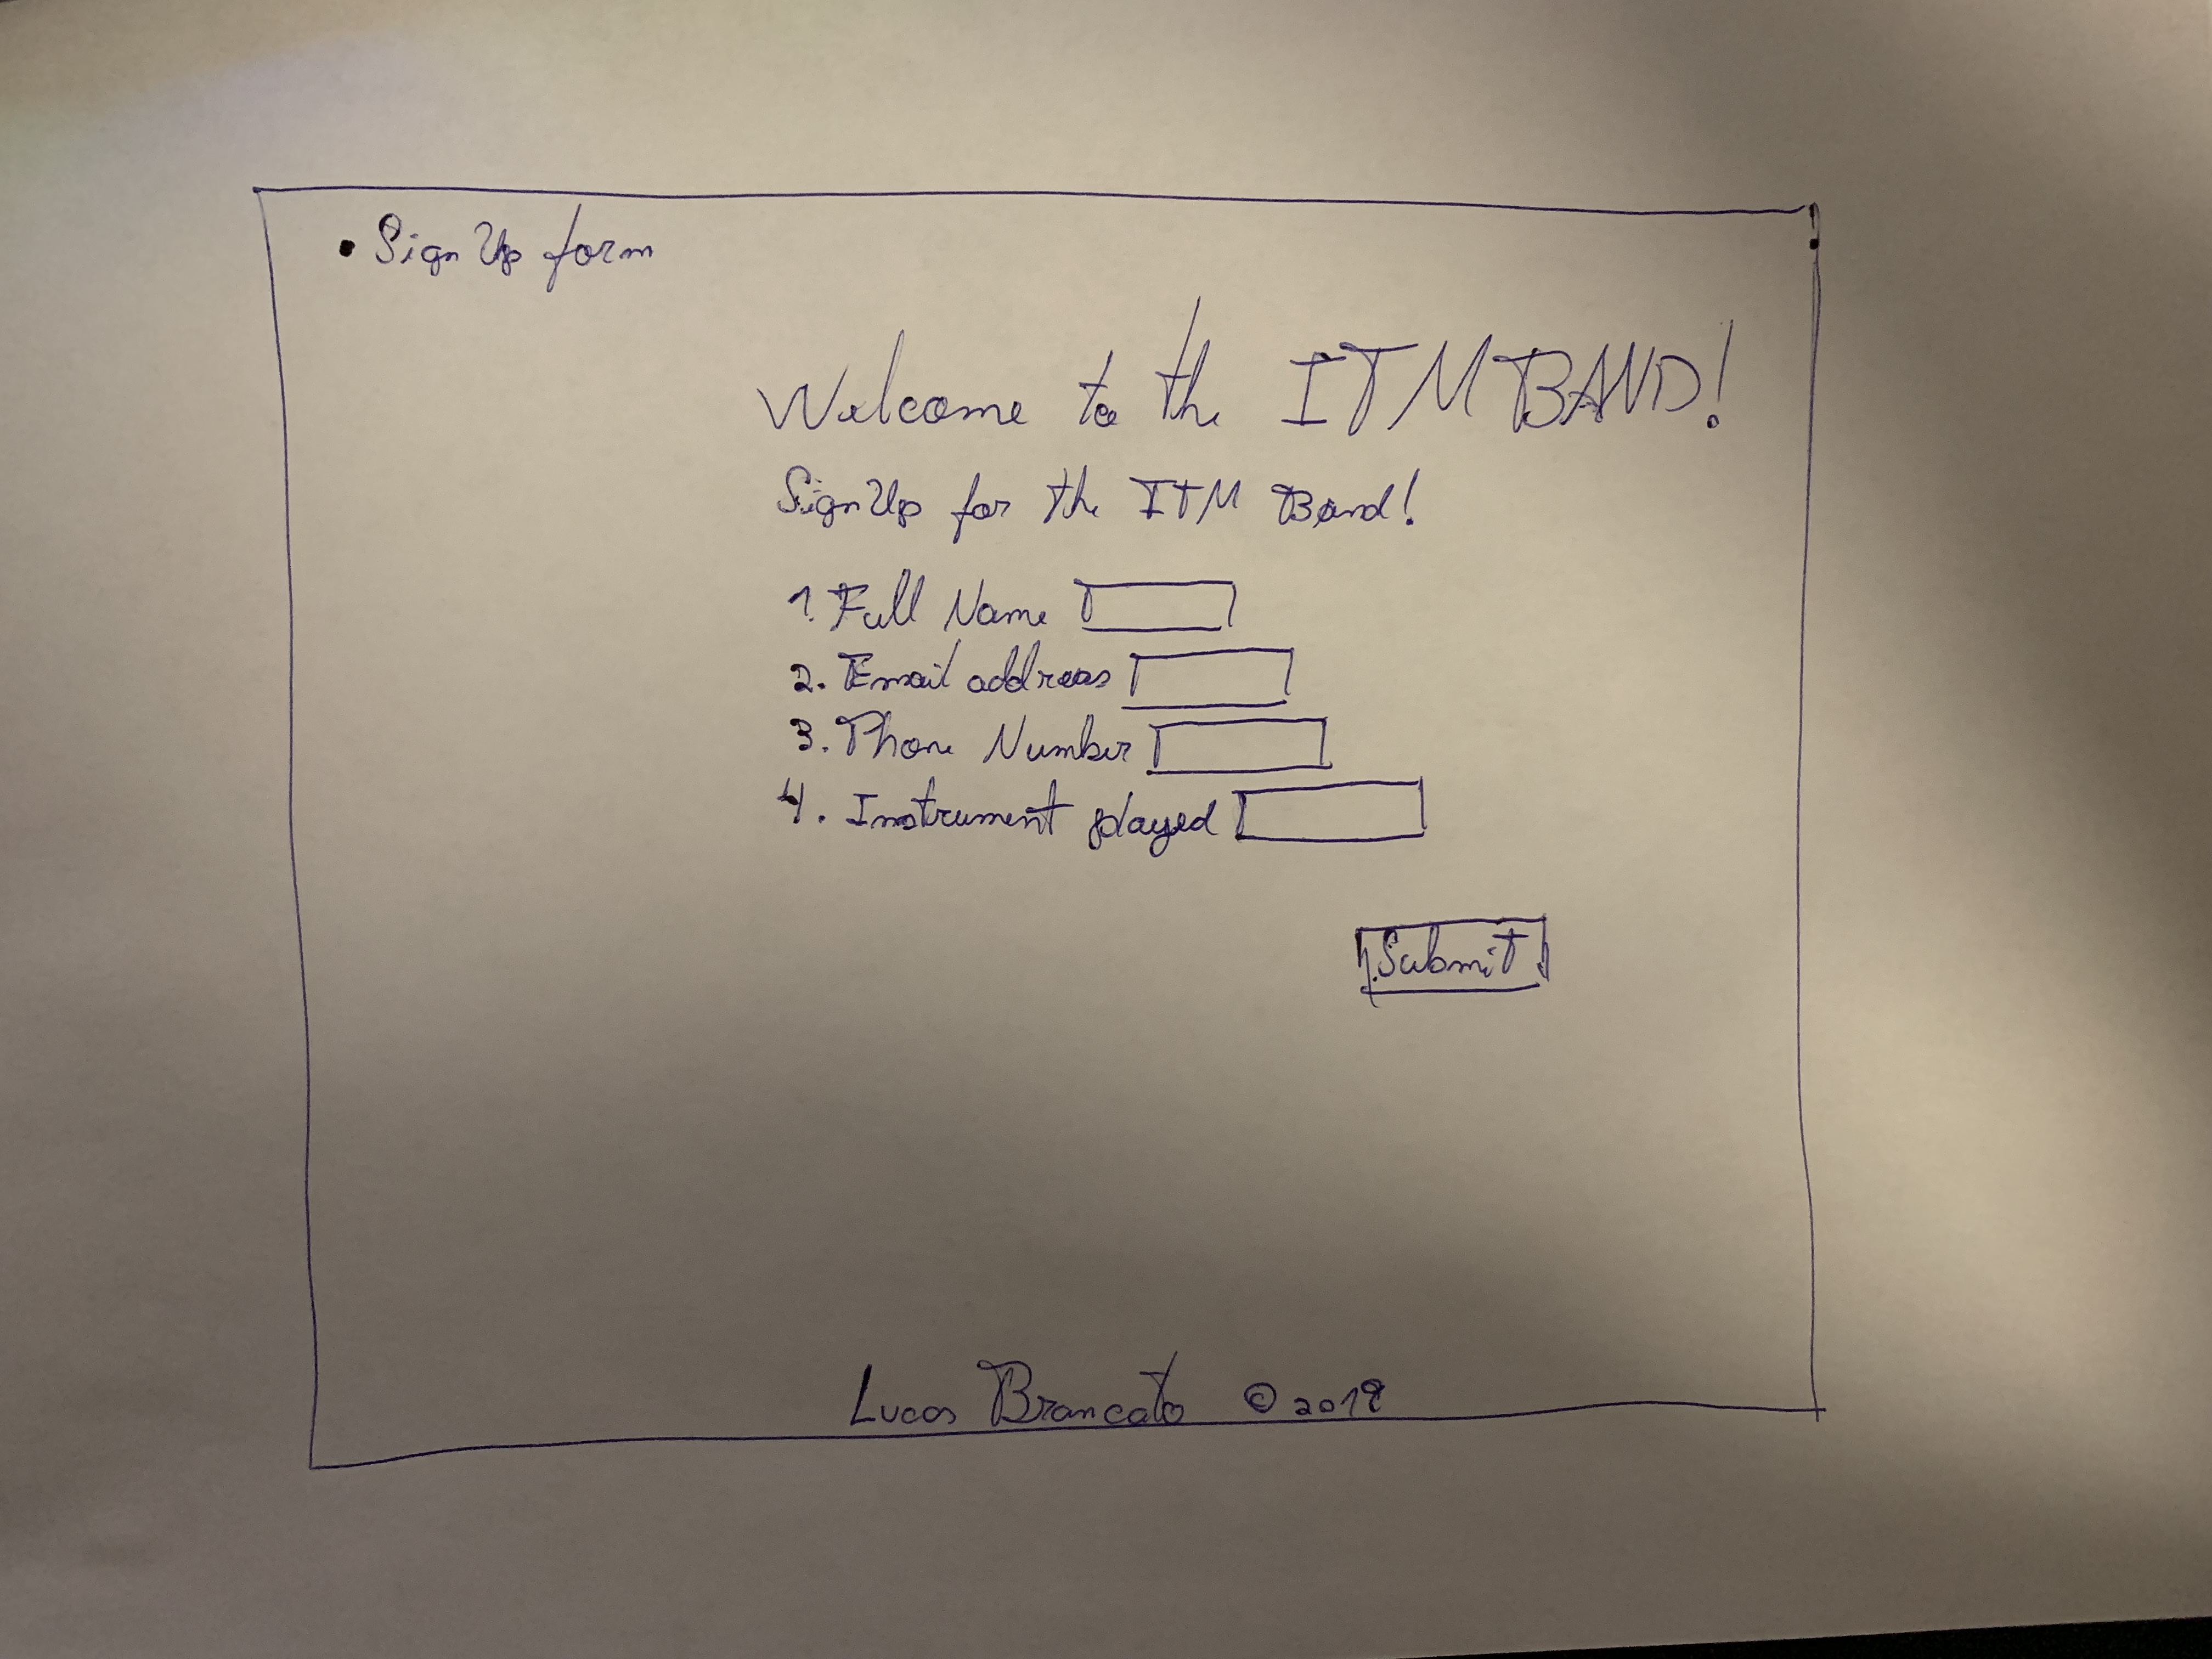 • Sign Up form
Welcome to the ITM BAND!
Sign Up for the ITM Band!
1. Full Name
2. Email address
3. Phone Number
4. Instrument played
Submit
Lucas Brancato © 2019